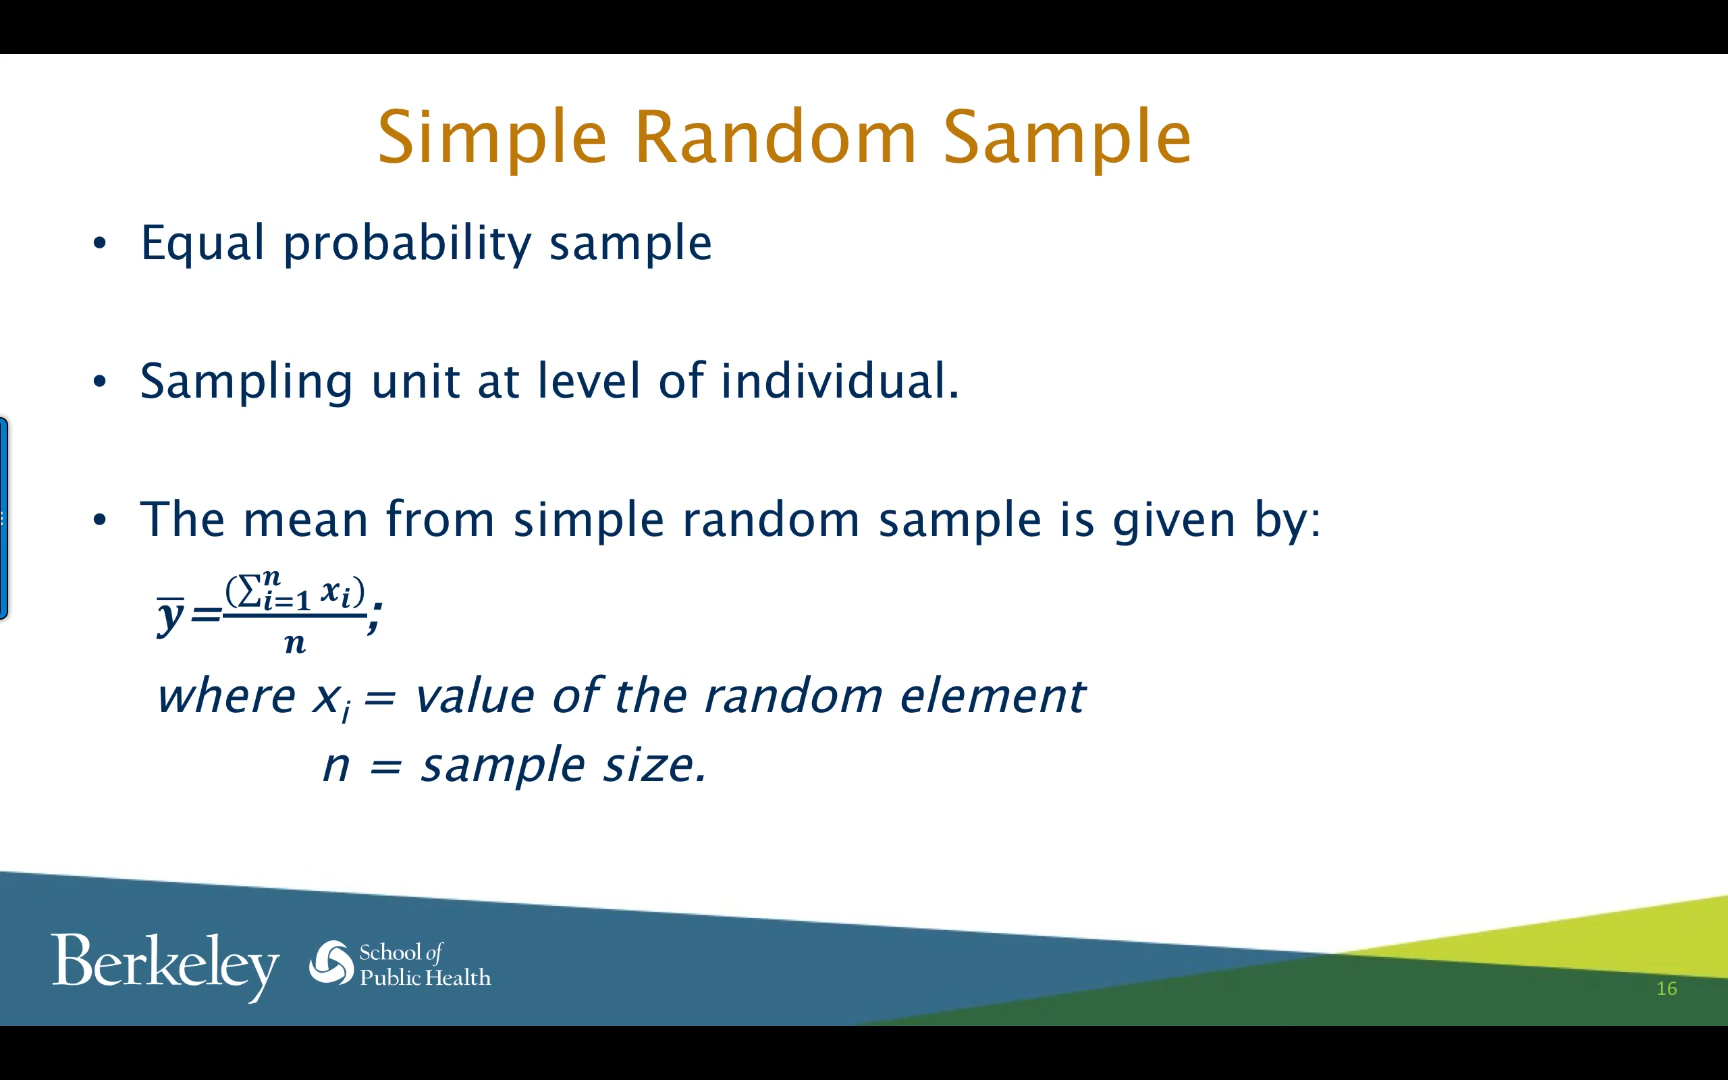 Simple Random Sample
• Equal probability sample
• Sampling unit at level of individual.
• The mean from simple random sample is given by:
y̅=(∑ⁿᵢ₌₁ xᵢ)/n;
where xᵢ = value of the random element
n = sample size.
Berkeley School of
Public Health
16